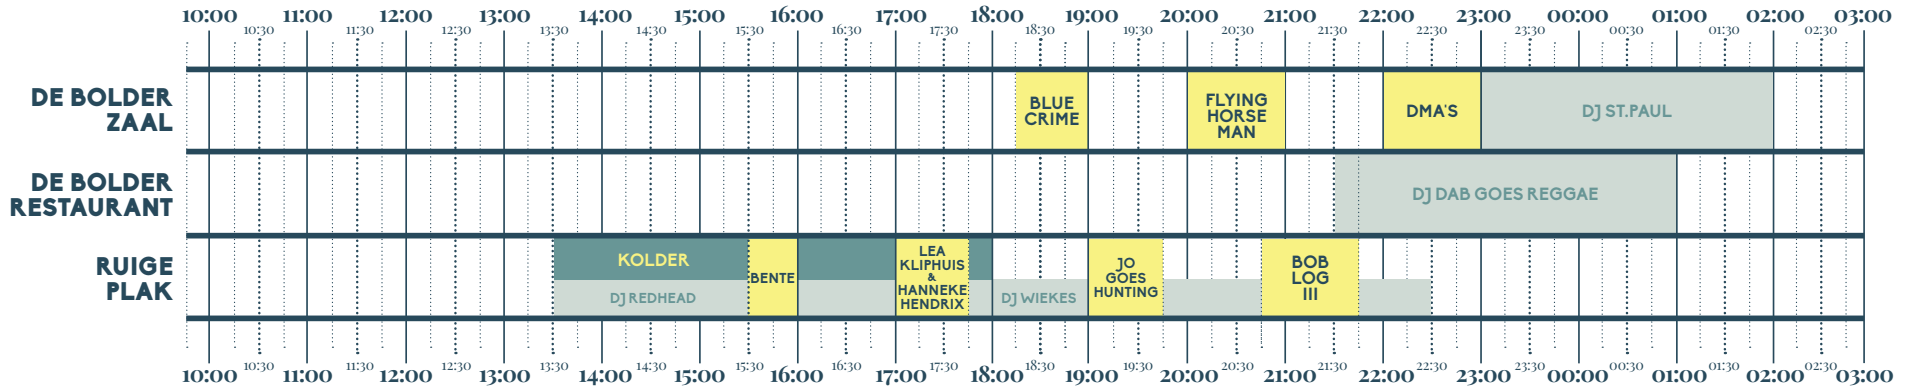 10:00 11:00 12:00 13:00 14:00 15:00 16:00 17:00 18:00 19:00 20:00 21:00 22:00 23:00 00:00 01:00 02:00 03:00
10:30 11:30 12:30 13:30 14:30 15:30 16:30 17:30 18:30 19:30 20:30 21:30 22:30 23:30 00:30 01:30 02:30
DE BOLDER
ZAAL
BLUE
CRIME
FLYING
HORSE
MAN
DMA'S
DJ ST.PAUL
DE BOLDER
RESTAURANT
DJ DAB GOES REGGAE
RUIGE
PLAK
KOLDER
DJ REDHEAD
BENTE
LEA
KLIPHUIS
&
HANNEKE
HENDRIX
DJ WIEKES
JO
GOES
HUNTING
BOB
LOG
III
10:30 11:30 12:30 13:30 14:30 15:30 16:30 17:30 18:30 19:30 20:30 21:30 22:30 23:30 00:30 01:30 02:30
10:00 11:00 12:00 13:00 14:00 15:00 16:00 17:00 18:00 19:00 20:00 21:00 22:00 23:00 00:00 01:00 02:00 03:00